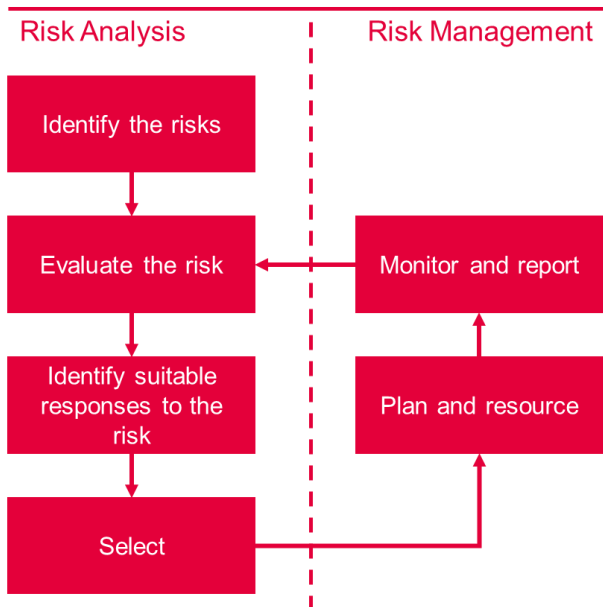 Risk Analysis
Risk Management
Identify the risks
Evaluate the risk
Monitor and report
Identify suitable
responses to the
risk
Plan and resource
Select